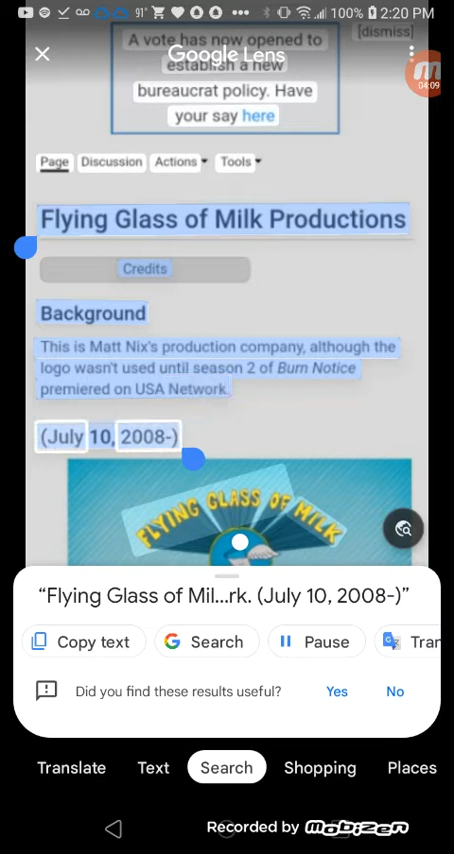 91° 100% 2:20 PM
A vote has now opened to
[dismiss]
Google Lens
establish a new
bureaucrat policy. Have
your say here
04:09
Page Discussion Actions Tools
Flying Glass of Milk Productions
Credits
Background
This is Matt Nix's production company, although the
logo wasn't used until season 2 of Burn Notice
premiered on USA Network.
(July 10, 2008-)
FLYING GLASS OF MILK
“Flying Glass of Mil...rk. (July 10, 2008-)”
Copy text Search Pause Tran
Did you find these results useful? Yes No
Translate Text Search Shopping Places
Recorded by mobizen